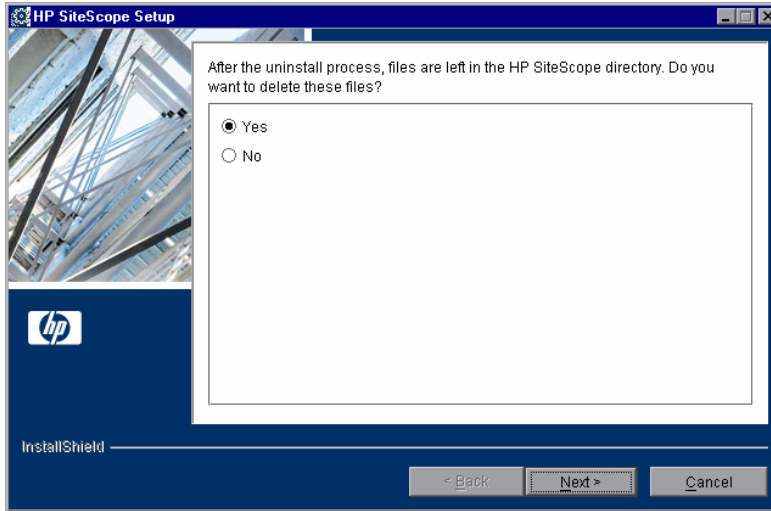 HP SiteScope Setup
After the uninstall process, files are left in the HP SiteScope directory. Do you
want to delete these files?
Yes
No
hp
InstallShield
< Back
Next >
Cancel